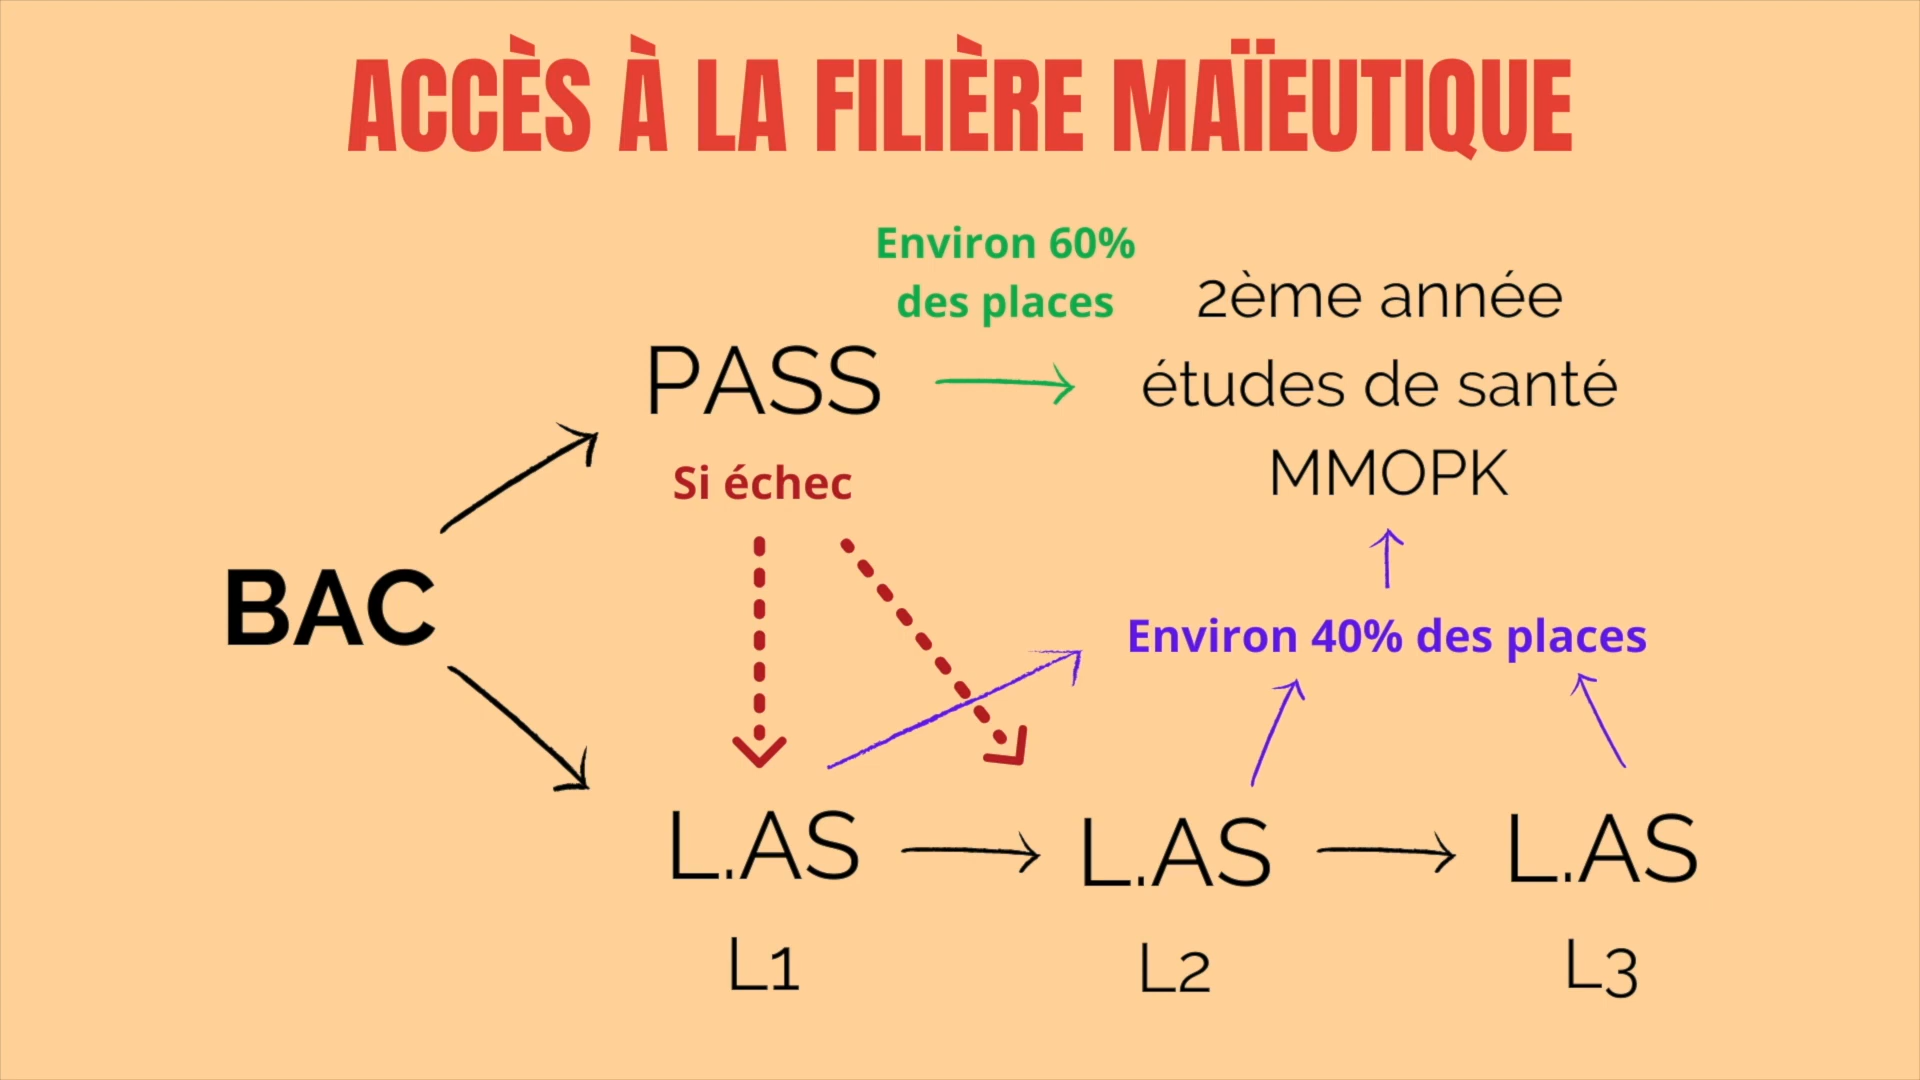 ACCÈS À LA FILIÈRE MAÏEUTIQUE
Environ 60%
des places
2ème année
études de santé
MMOPK
PASS
Si échec
BAC
Environ 40% des places
L.AS
L.AS
L.AS
L1
L2
L3